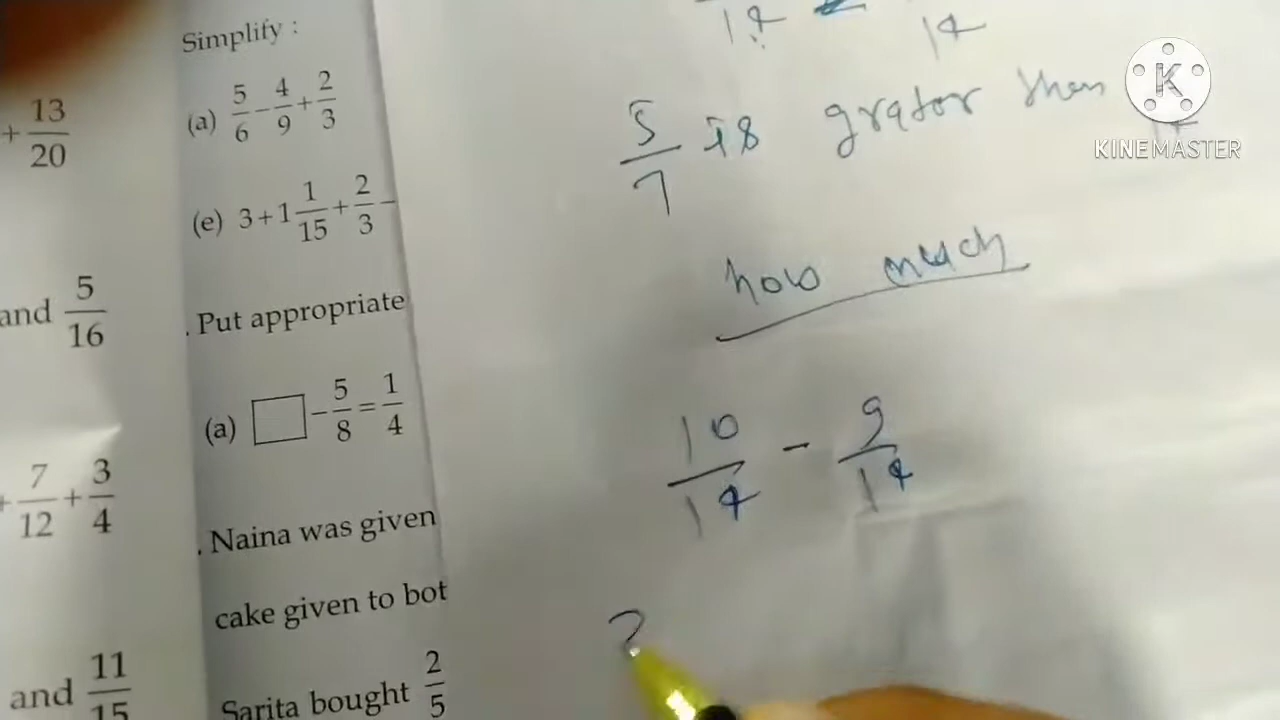 Simplify :
+ 13/20
(a) 5/6 − 4/9 + 2/3
(e) 3 + 1 1/15 + 2/3 −
and 5/16
. Put appropriate
(a) □ − 5/8 = 1/4
+ 7/12 + 3/4
. Naina was given
cake given to bot
and 11/15
Sarita bought 2/5
14 14
5/7 is grator then
how much
10/14 - 9/14
KINEMASTER